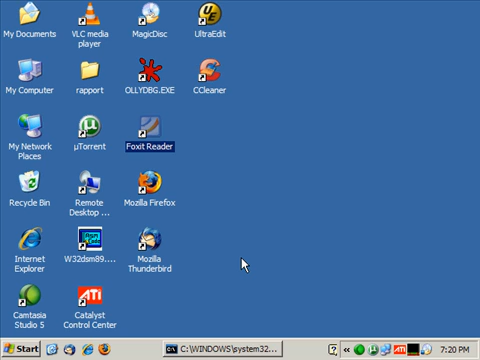 My Documents
VLC media
player
MagicDisc
UltraEdit
My Computer
rapport
OLLYDBG.EXE
CCleaner
My Network
Places
µTorrent
Foxit Reader
Recycle Bin
Remote
Desktop ...
Mozilla Firefox
Internet
Explorer
W32dsm89....
Mozilla
Thunderbird
Camtasia
Studio 5
Catalyst
Control Center
Start
C:\WINDOWS\system32...
7:20 PM